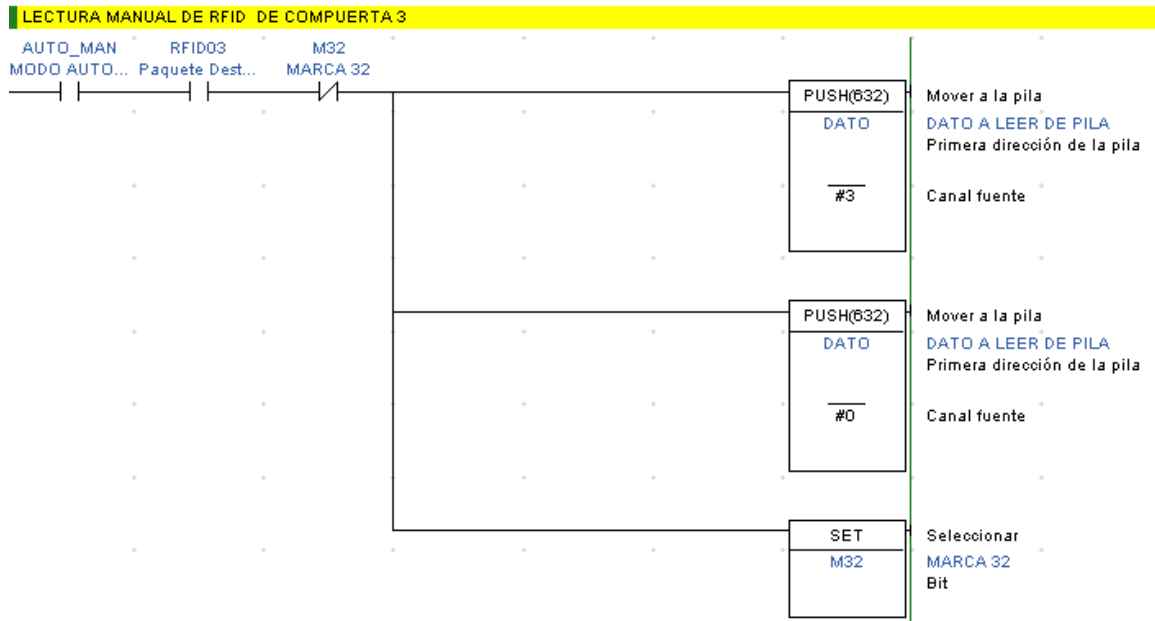 LECTURA MANUAL DE RFID DE COMPUERTA 3
AUTO_MAN RFID03 M32
MODO AUTO... Paquete Dest... MARCA 32
PUSH(632) Mover a la pila
DATO DATO A LEER DE PILA
Primera dirección de la pila
#3 Canal fuente
PUSH(632) Mover a la pila
DATO DATO A LEER DE PILA
Primera dirección de la pila
#0 Canal fuente
SET Seleccionar
M32 MARCA 32
Bit